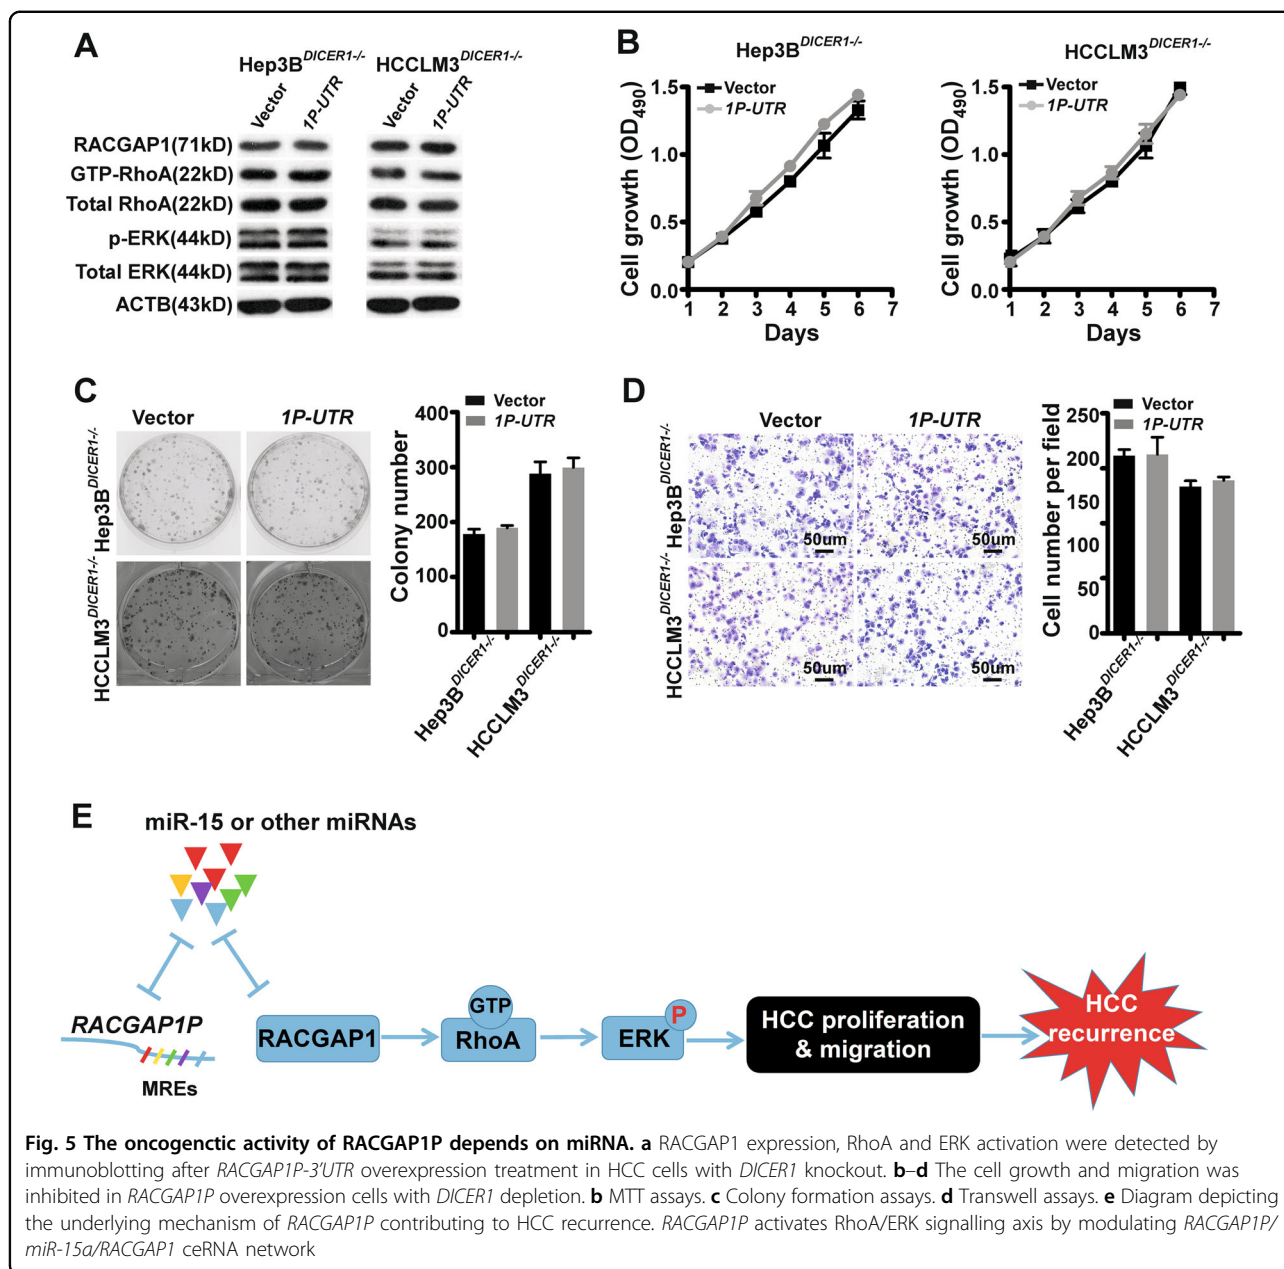 A
Hep3B^DICER1-/-
HCCLM3^DICER1-/-
Vector
1P-UTR
Vector
1P-UTR
RACGAP1(71kD)
GTP-RhoA(22kD)
Total RhoA(22kD)
p-ERK(44kD)
Total ERK(44kD)
ACTB(43kD)
B
Hep3B^DICER1-/-
Vector
1P-UTR
Cell growth (OD490)
1.5
1.0
0.5
0.0
1 2 3 4 5 6 7
Days
HCCLM3^DICER1-/-
Vector
1P-UTR
Cell growth (OD490)
1.5
1.0
0.5
0.0
1 2 3 4 5 6 7
Days
C
Vector
1P-UTR
Hep3B^DICER1-/-
HCCLM3^DICER1-/-
Vector
1P-UTR
Colony number
400
300
200
100
0
Hep3B^DICER1-/-
HCCLM3^DICER1-/-
D
Vector
1P-UTR
Hep3B^DICER1-/-
HCCLM3^DICER1-/-
50um
50um
50um
50um
Vector
1P-UTR
Cell number per field
250
200
150
100
50
0
Hep3B^DICER1-/-
HCCLM3^DICER1-/-
E
miR-15 or other miRNAs
RACGAP1P
MREs
RACGAP1
GTP
RhoA
P
ERK
HCC proliferation
& migration
HCC
recurrence
Fig. 5 The oncogenctic activity of RACGAP1P depends on miRNA. a RACGAP1 expression, RhoA and ERK activation were detected by
immunoblotting after RACGAP1P-3'UTR overexpression treatment in HCC cells with DICER1 knockout. b–d The cell growth and migration was
inhibited in RACGAP1P overexpression cells with DICER1 depletion. b MTT assays. c Colony formation assays. d Transwell assays. e Diagram depicting
the underlying mechanism of RACGAP1P contributing to HCC recurrence. RACGAP1P activates RhoA/ERK signalling axis by modulating RACGAP1P/
miR-15a/RACGAP1 ceRNA network